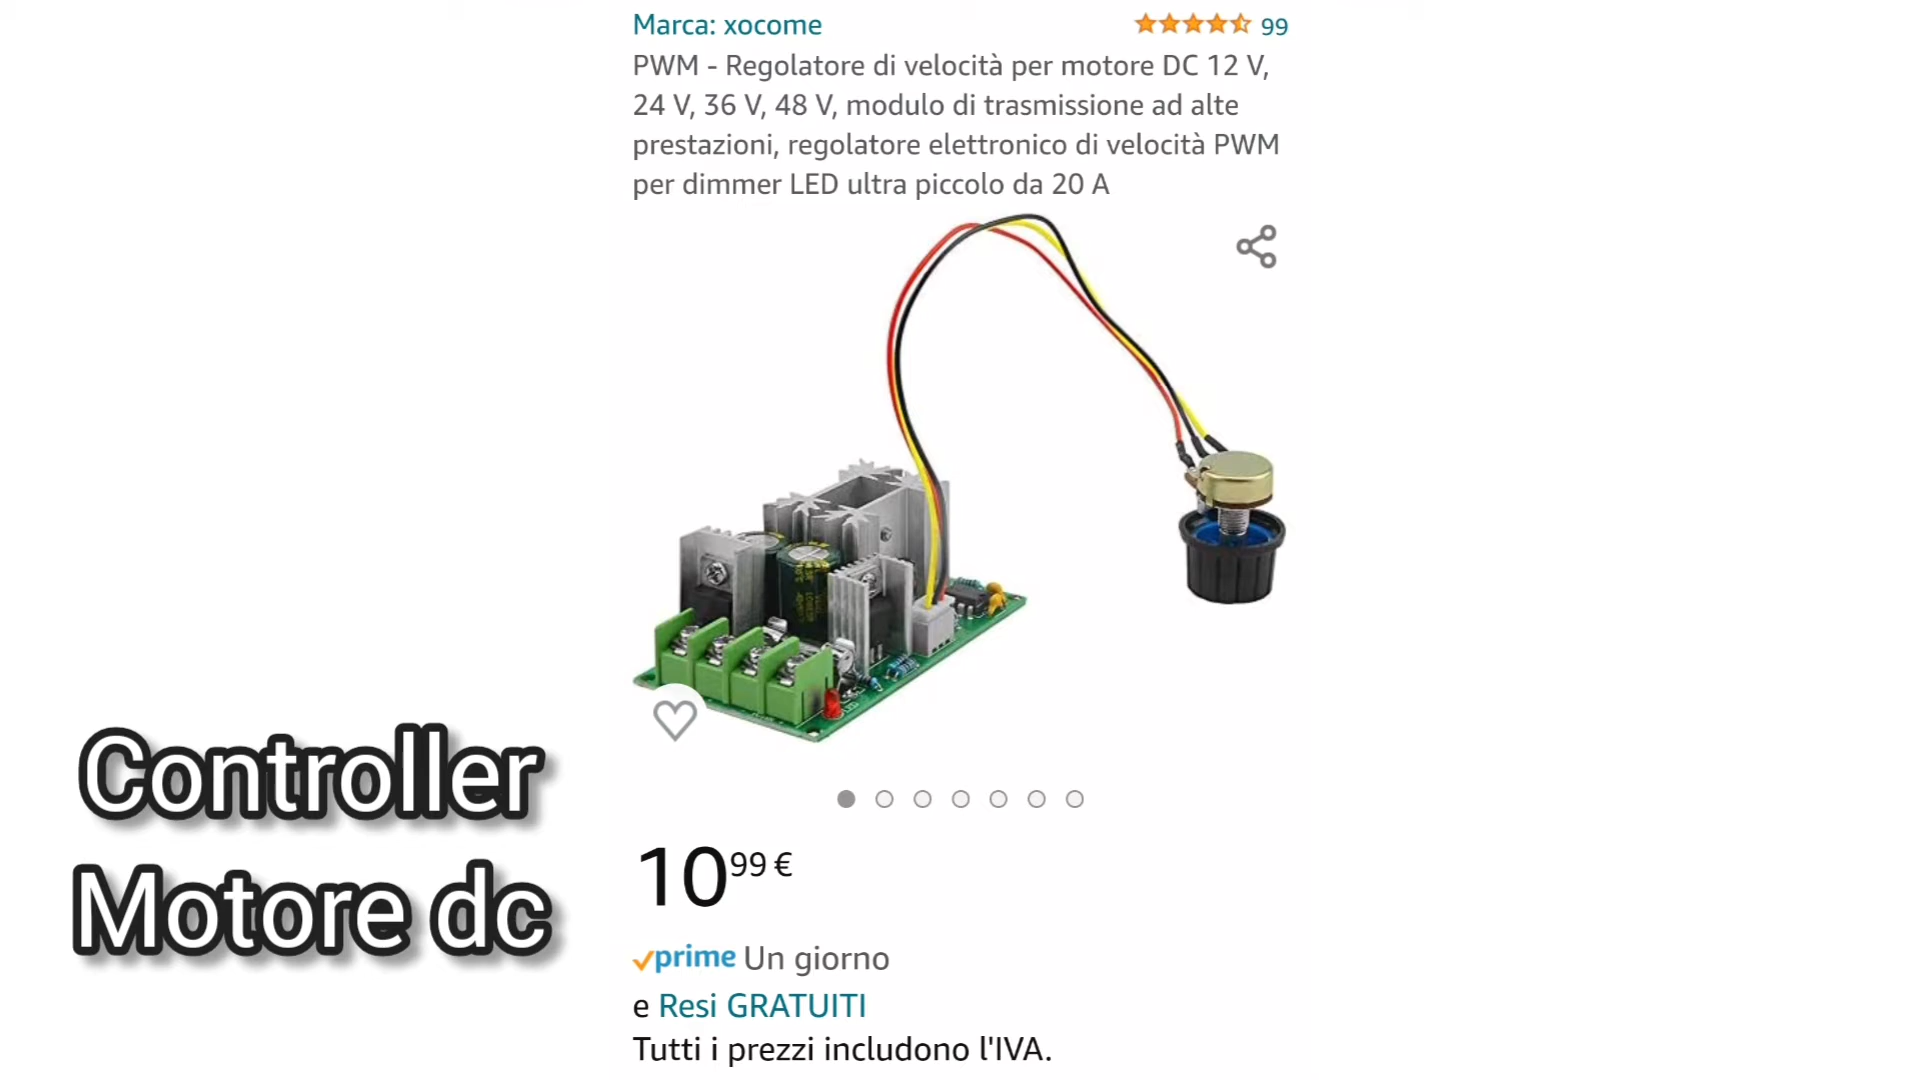 Marca: xocome
99
PWM - Regolatore di velocità per motore DC 12 V,
24 V, 36 V, 48 V, modulo di trasmissione ad alte
prestazioni, regolatore elettronico di velocità PWM
per dimmer LED ultra piccolo da 20 A
Controller
Motore dc
10 99 €
prime Un giorno
e Resi GRATUITI
Tutti i prezzi includono l'IVA.